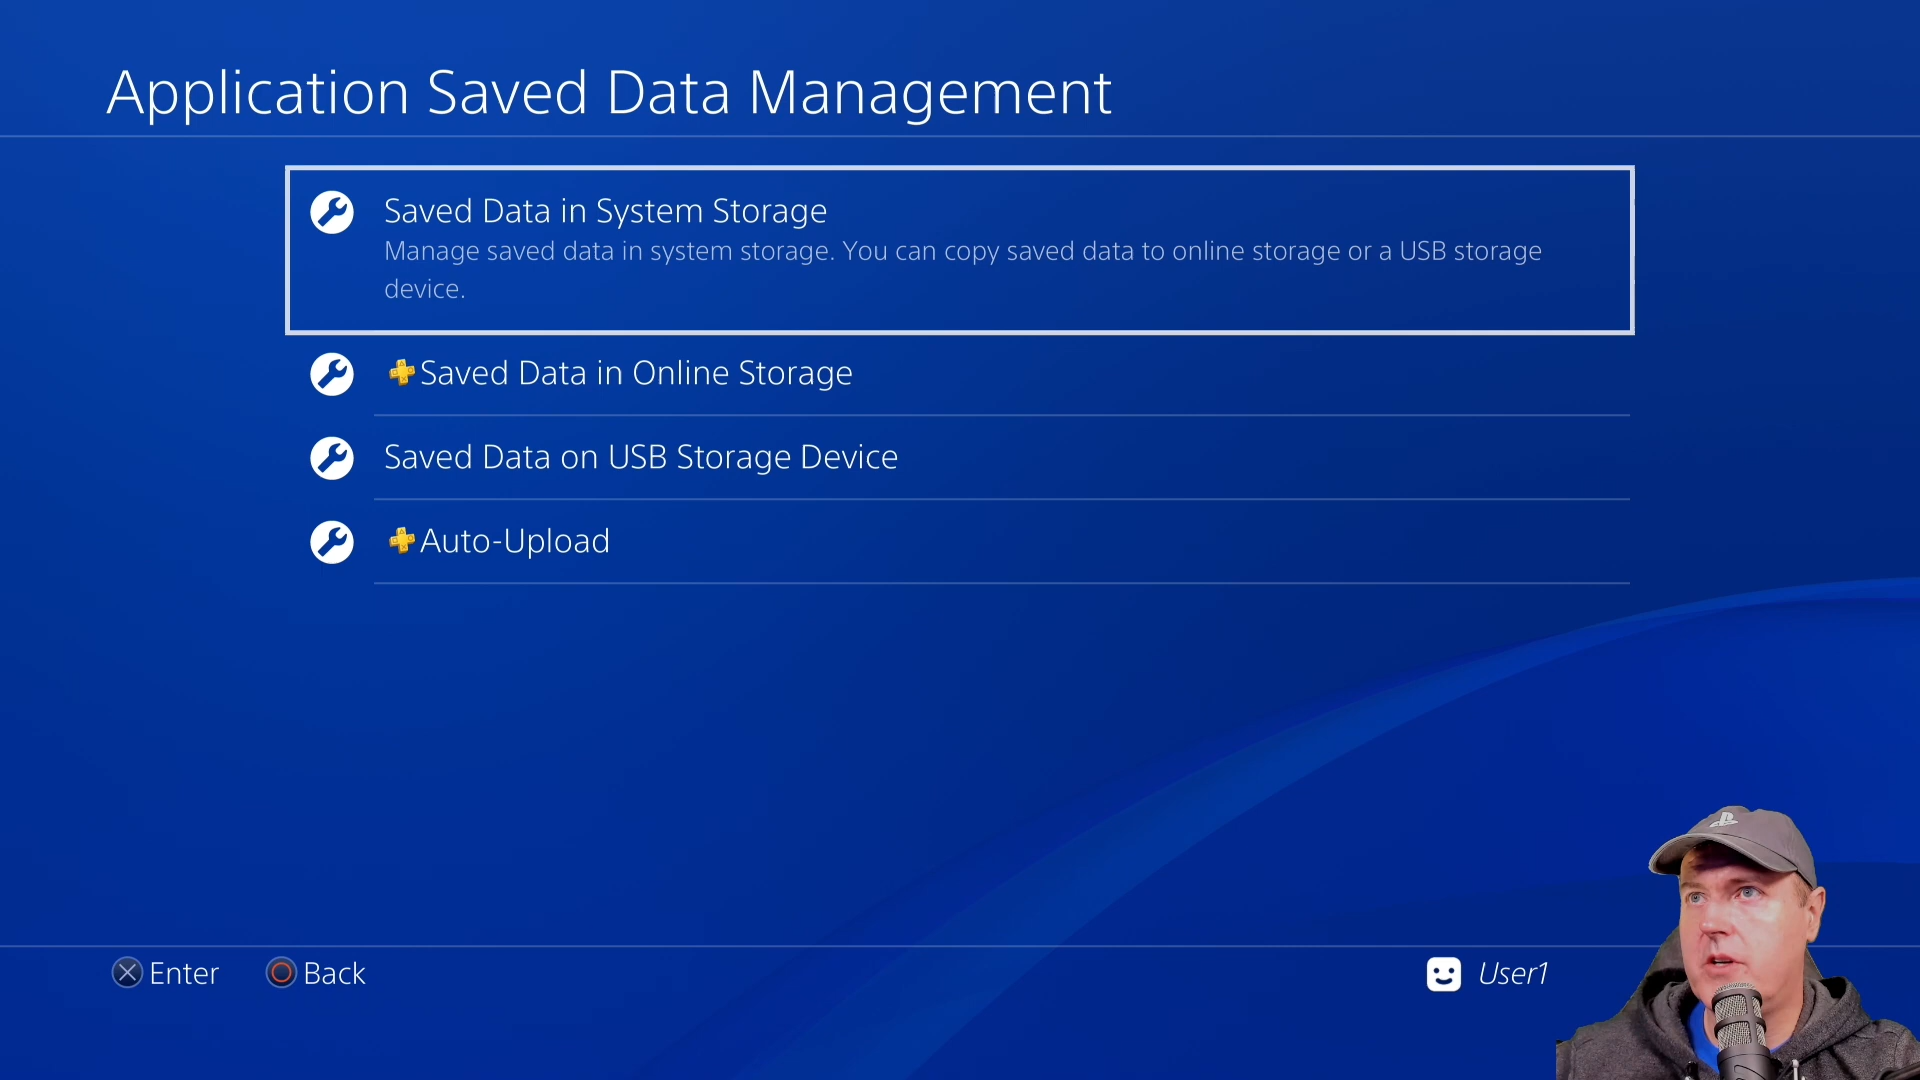 Application Saved Data Management
Saved Data in System Storage
Manage saved data in system storage. You can copy saved data to online storage or a USB storage
device.
Saved Data in Online Storage
Saved Data on USB Storage Device
Auto-Upload
Enter
Back
User1